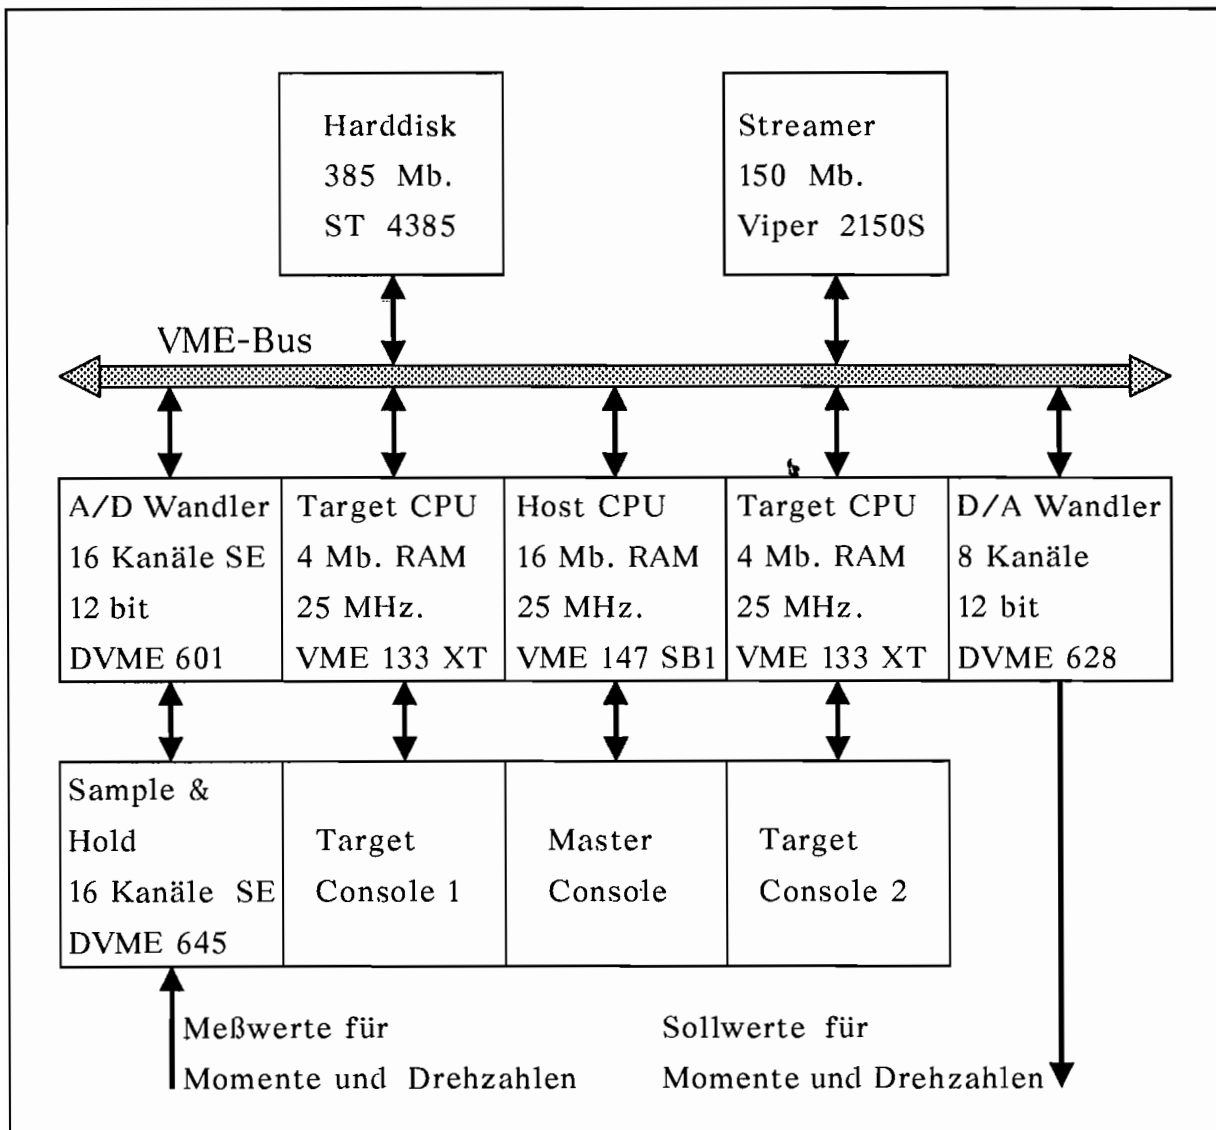 Harddisk
385 Mb.
ST 4385
Streamer
150 Mb.
Viper 2150S
VME-Bus
A/D Wandler
16 Kanäle SE
12 bit
DVME 601
Target CPU
4 Mb. RAM
25 MHz.
VME 133 XT
Host CPU
16 Mb. RAM
25 MHz.
VME 147 SB1
Target CPU
4 Mb. RAM
25 MHz.
VME 133 XT
D/A Wandler
8 Kanäle
12 bit
DVME 628
Sample &
Hold
16 Kanäle SE
DVME 645
Target
Console 1
Master
Console
Target
Console 2
Meßwerte für
Momente und Drehzahlen
Sollwerte für
Momente und Drehzahlen